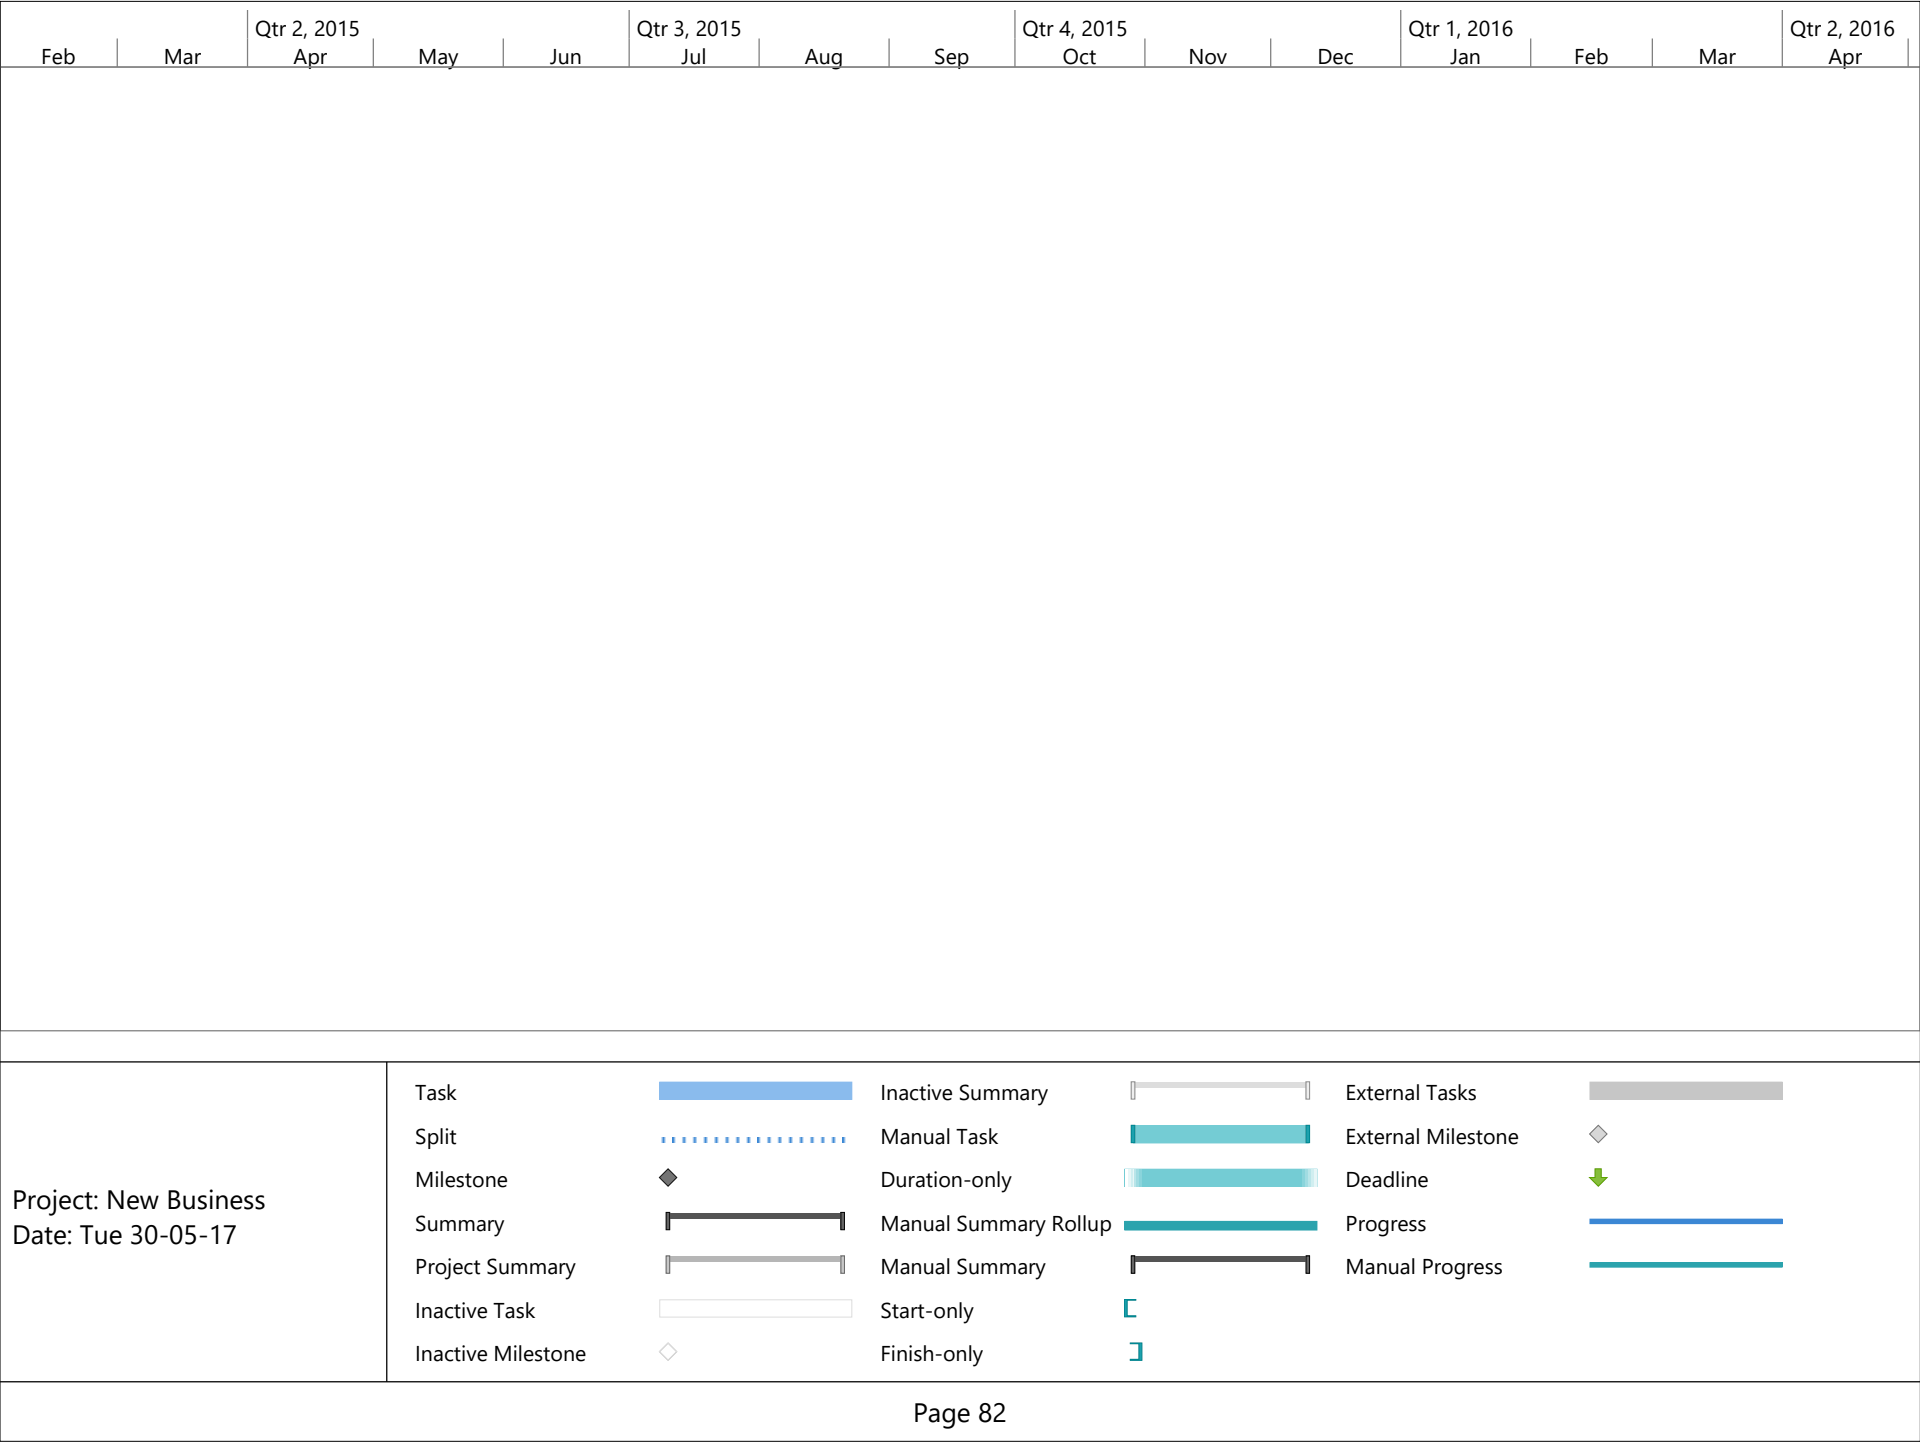 Qtr 2, 2015 Qtr 3, 2015 Qtr 4, 2015 Qtr 1, 2016 Qtr 2, 2016
Feb Mar Apr May Jun Jul Aug Sep Oct Nov Dec Jan Feb Mar Apr
Project: New Business
Date: Tue 30-05-17
Task
Split
Milestone
Summary
Project Summary
Inactive Task
Inactive Milestone
Inactive Summary
Manual Task
Duration-only
Manual Summary Rollup
Manual Summary
Start-only
Finish-only
External Tasks
External Milestone
Deadline
Progress
Manual Progress
Page 82